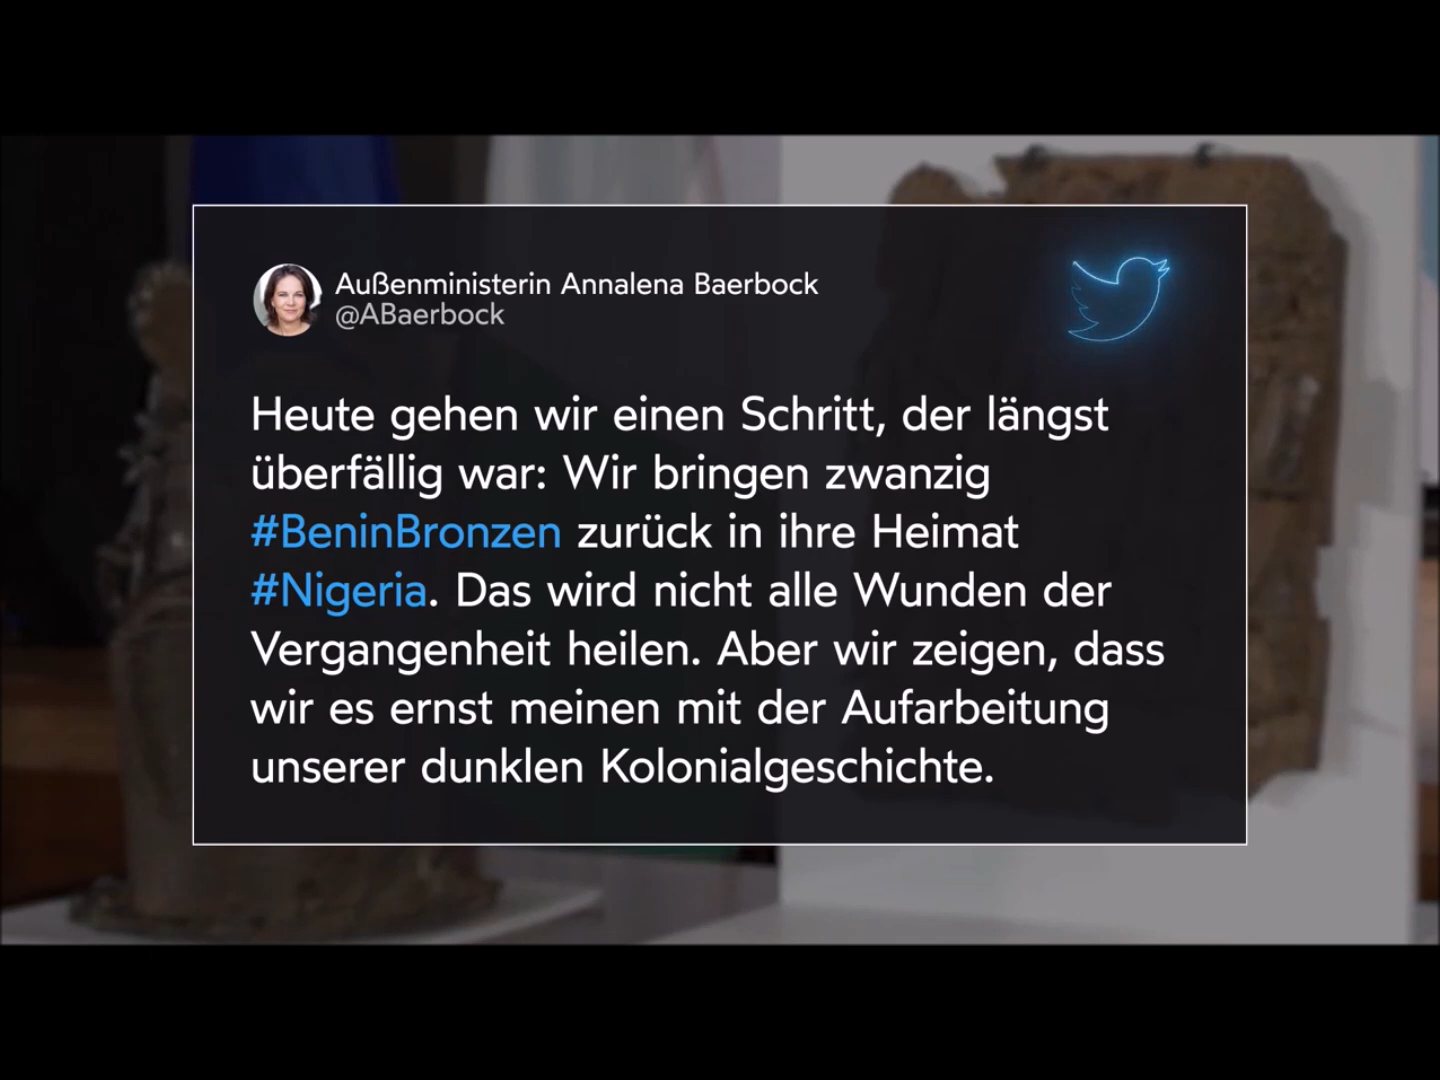 Außenministerin Annalena Baerbock
@ABaerbock
Heute gehen wir einen Schritt, der längst
überfällig war: Wir bringen zwanzig
#BeninBronzen zurück in ihre Heimat
#Nigeria. Das wird nicht alle Wunden der
Vergangenheit heilen. Aber wir zeigen, dass
wir es ernst meinen mit der Aufarbeitung
unserer dunklen Kolonialgeschichte.